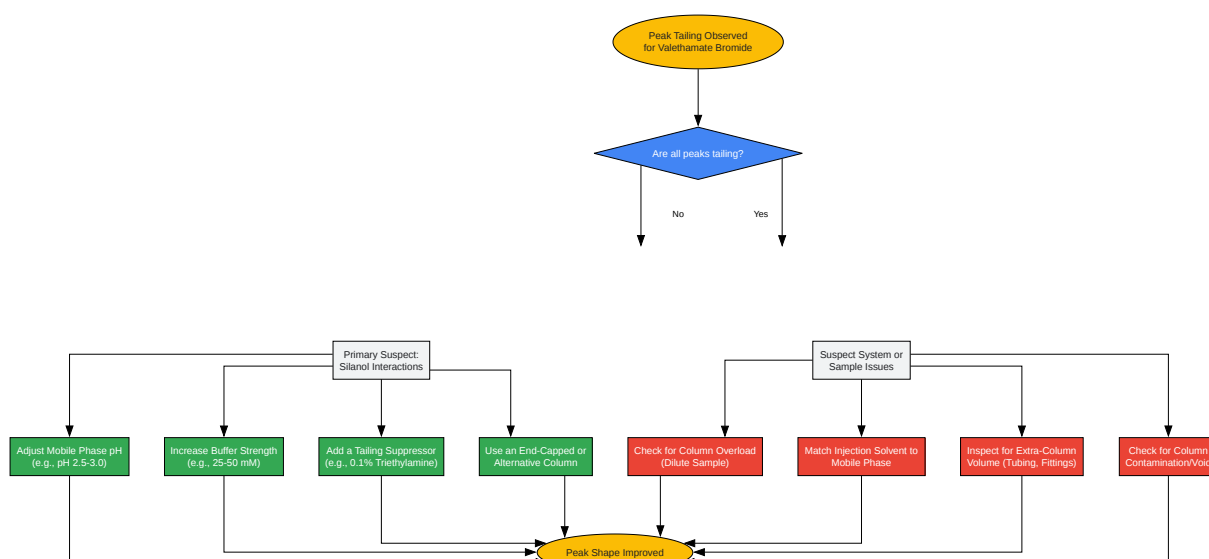 Peak Tailing Observed
for Valethamate Bromide
Are all peaks tailing?
No
Yes
Primary Suspect:
Silanol Interactions
Suspect System or
Sample Issues
Adjust Mobile Phase pH
(e.g., pH 2.5-3.0)
Increase Buffer Strength
(e.g., 25-50 mM)
Add a Tailing Suppressor
(e.g., 0.1% Triethylamine)
Use an End-Capped or
Alternative Column
Check for Column Overload
(Dilute Sample)
Match Injection Solvent to
Mobile Phase
Inspect for Extra-Column
Volume (Tubing, Fittings)
Check for Column
Contamination/Void
Peak Shape Improved